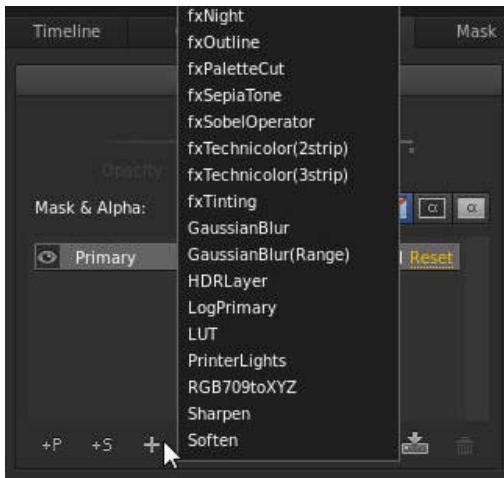 Timeline
Mask
fxNight
fxOutline
fxPaletteCut
fxSepiaTone
fxSobelOperator
fxTechnicolor(2strip)
fxTechnicolor(3strip)
fxTinting
GaussianBlur
GaussianBlur(Range)
HDRLayer
LogPrimary
LUT
PrinterLights
RGB709toXYZ
Sharpen
Soften
Opacity
Mask & Alpha:
α α
Primary
Reset
+P +S +